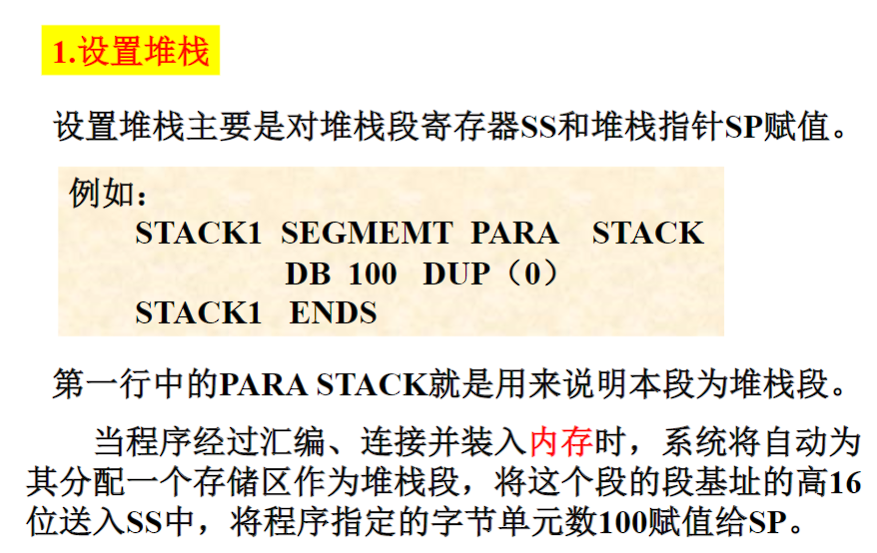 1.设置堆栈
设置堆栈主要是对堆栈段寄存器SS和堆栈指针SP赋值。
例如：
STACK1 SEGMEMT PARA STACK
DB 100 DUP（0）
STACK1 ENDS
第一行中的PARA STACK就是用来说明本段为堆栈段。
当程序经过汇编、连接并装入内存时，系统将自动为
其分配一个存储区作为堆栈段，将这个段的段基址的高16
位送入SS中，将程序指定的字节单元数100赋值给SP。